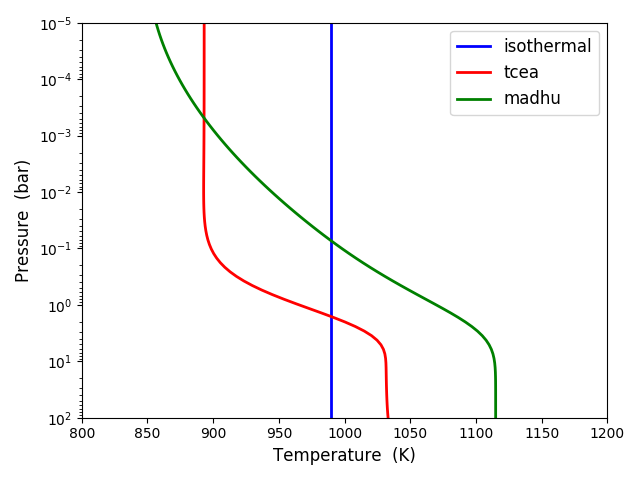 10⁻⁵
10⁻⁴
10⁻³
10⁻²
10⁻¹
10⁰
10¹
10²
Pressure (bar)
isothermal
tcea
madhu
800 850 900 950 1000 1050 1100 1150 1200
Temperature (K)